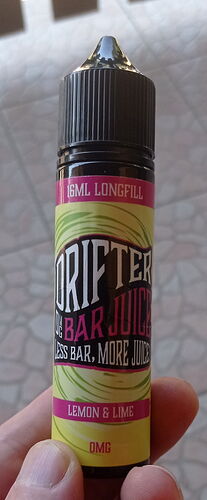 16ML LONGFILL
DRIFTER
BAR JUICE
LESS BAR, MORE JUICE
LEMON & LIME
0MG